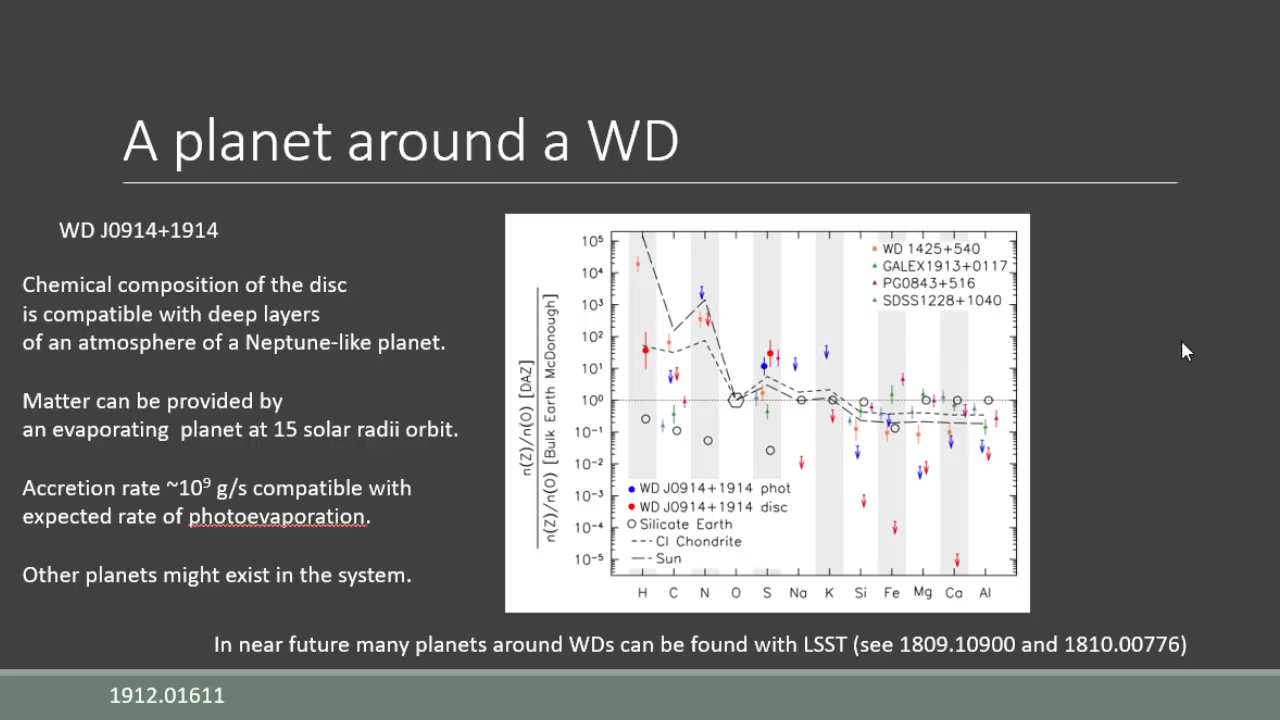 A planet around a WD
WD J0914+1914
Chemical composition of the disc
is compatible with deep layers
of an atmosphere of a Neptune-like planet.
Matter can be provided by
an evaporating planet at 15 solar radii orbit.
Accretion rate ~10⁹ g/s compatible with
expected rate of photoevaporation.
Other planets might exist in the system.
n(Z)/n(O) [DAZ]
n(Z)/n(O) [Bulk Earth McDonough]
10⁵
10⁴
10³
10²
10¹
10⁰
10⁻¹
10⁻²
10⁻³
10⁻⁴
10⁻⁵
WD 1425+540
GALEX1913+0117
PG0843+516
SDSS1228+1040
WD J0914+1914 phot
WD J0914+1914 disc
Silicate Earth
CI Chondrite
Sun
H C N O S Na K Si Fe Mg Ca Al
In near future many planets around WDs can be found with LSST (see 1809.10900 and 1810.00776)
1912.01611